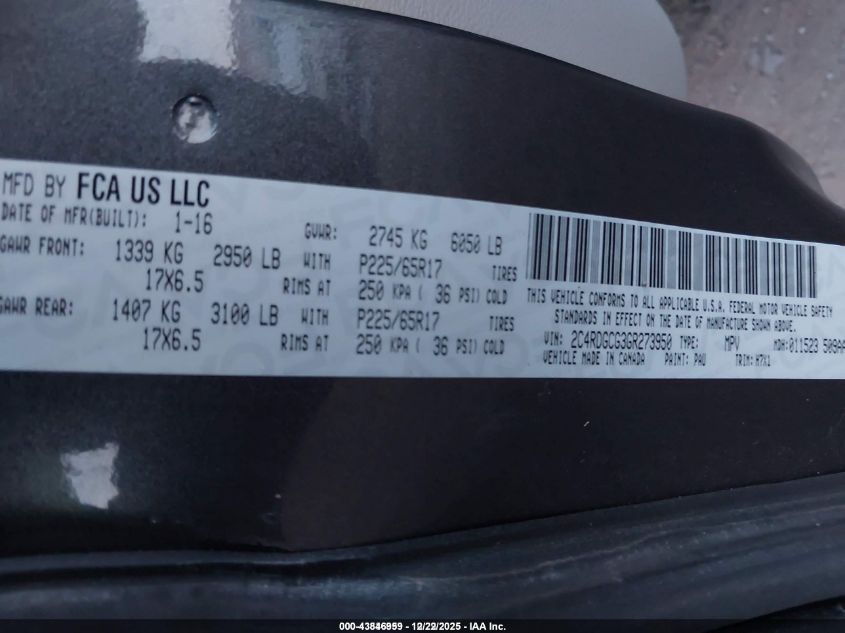 MFD BY FCA US LLC
DATE OF MFR(BUILT): 1-16 GVWR: 2745 KG 6050 LB
GAWR FRONT: 1339 KG 2950 LB WITH P225/65R17 TIRES
17X6.5 RIMS AT 250 KPA ( 36 PSI) COLD
GAWR REAR: 1407 KG 3100 LB WITH P225/65R17 TIRES
17X6.5 RIMS AT 250 KPA ( 36 PSI) COLD
THIS VEHICLE CONFORMS TO ALL APPLICABLE U.S.A. FEDERAL MOTOR VEHICLE SAFETY
STANDARDS IN EFFECT ON THE DATE OF MANUFACTURE SHOWN ABOVE.
VIN: 2C4RDGCG3GR273950 TYPE: MPV MDH:011523 509AA
VEHICLE MADE IN CANADA PAINT: PAU TRIM:
000-43846959 - 12/22/2025 - IAA Inc.